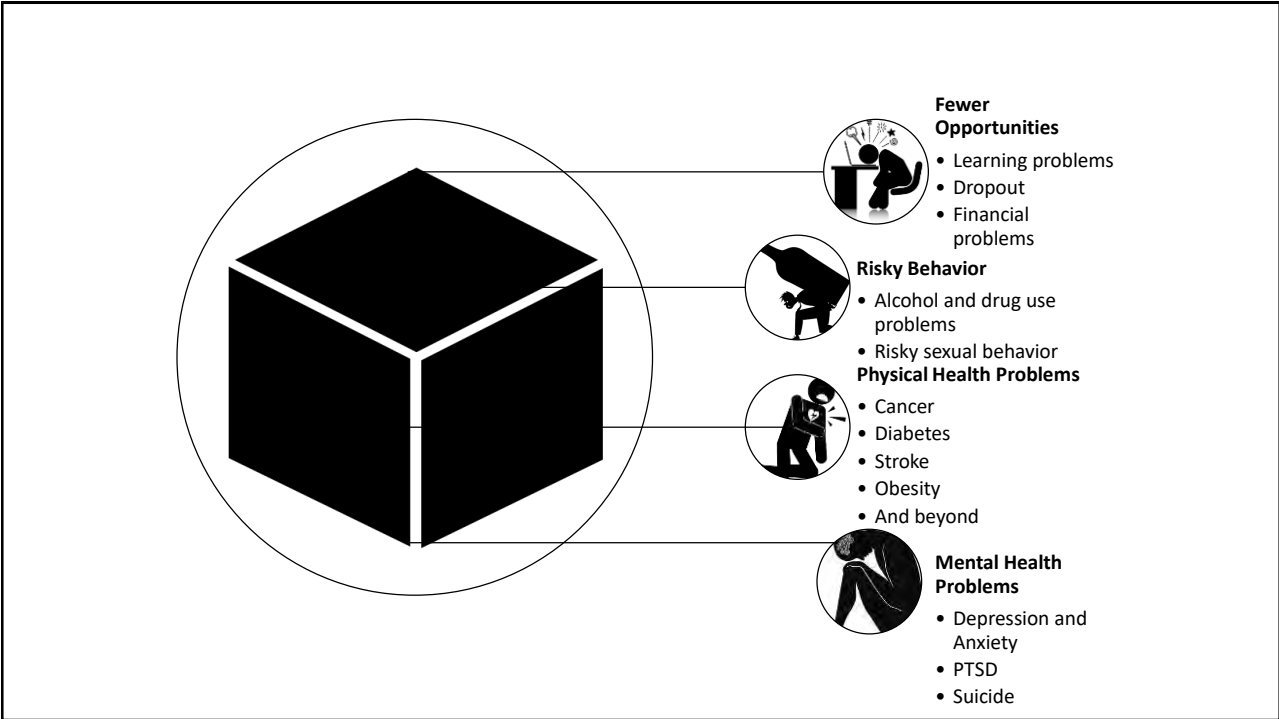 Fewer
Opportunities
• Learning problems
• Dropout
• Financial
problems
Risky Behavior
• Alcohol and drug use
problems
• Risky sexual behavior
Physical Health Problems
• Cancer
• Diabetes
• Stroke
• Obesity
• And beyond
Mental Health
Problems
• Depression and
Anxiety
• PTSD
• Suicide